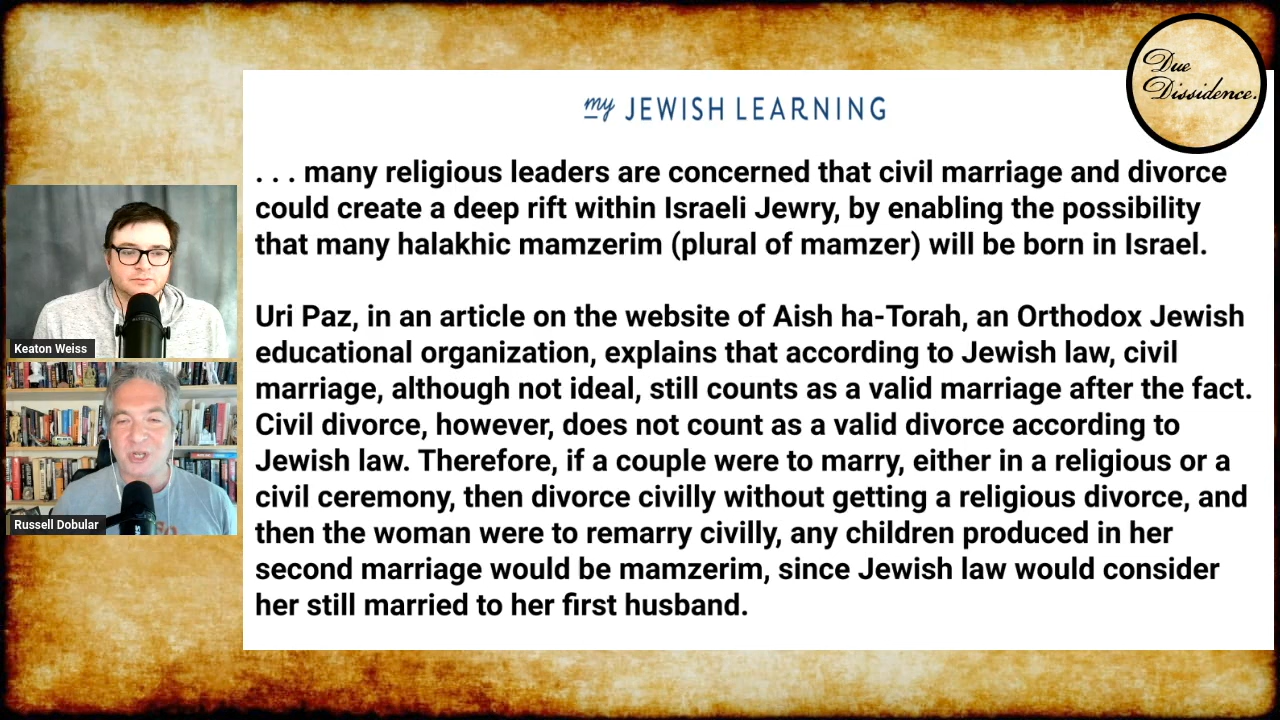 Due
Dissidence.
my JEWISH LEARNING
. . . many religious leaders are concerned that civil marriage and divorce
could create a deep rift within Israeli Jewry, by enabling the possibility
that many halakhic mamzerim (plural of mamzer) will be born in Israel.
Uri Paz, in an article on the website of Aish ha-Torah, an Orthodox Jewish
educational organization, explains that according to Jewish law, civil
marriage, although not ideal, still counts as a valid marriage after the fact.
Civil divorce, however, does not count as a valid divorce according to
Jewish law. Therefore, if a couple were to marry, either in a religious or a
civil ceremony, then divorce civilly without getting a religious divorce, and
then the woman were to remarry civilly, any children produced in her
second marriage would be mamzerim, since Jewish law would consider
her still married to her first husband.
Keaton Weiss
Russell Dobular